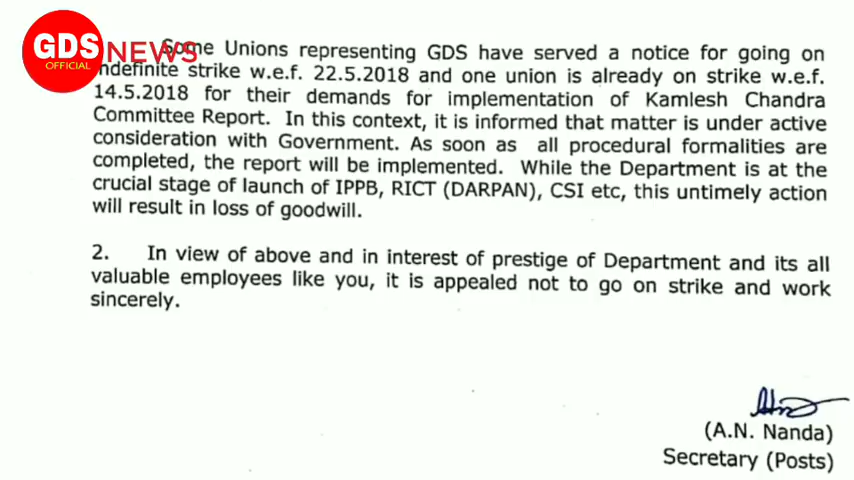 GDS
OFFICIAL
NEWS
Some Unions representing GDS have served a notice for going on
indefinite strike w.e.f. 22.5.2018 and one union is already on strike w.e.f.
14.5.2018 for their demands for implementation of Kamlesh Chandra
Committee Report. In this context, it is informed that matter is under active
consideration with Government. As soon as all procedural formalities are
completed, the report will be implemented. While the Department is at the
crucial stage of launch of IPPB, RICT (DARPAN), CSI etc, this untimely action
will result in loss of goodwill.
2. In view of above and in interest of prestige of Department and its all
valuable employees like you, it is appealed not to go on strike and work
sincerely.
(A.N. Nanda)
Secretary (Posts)